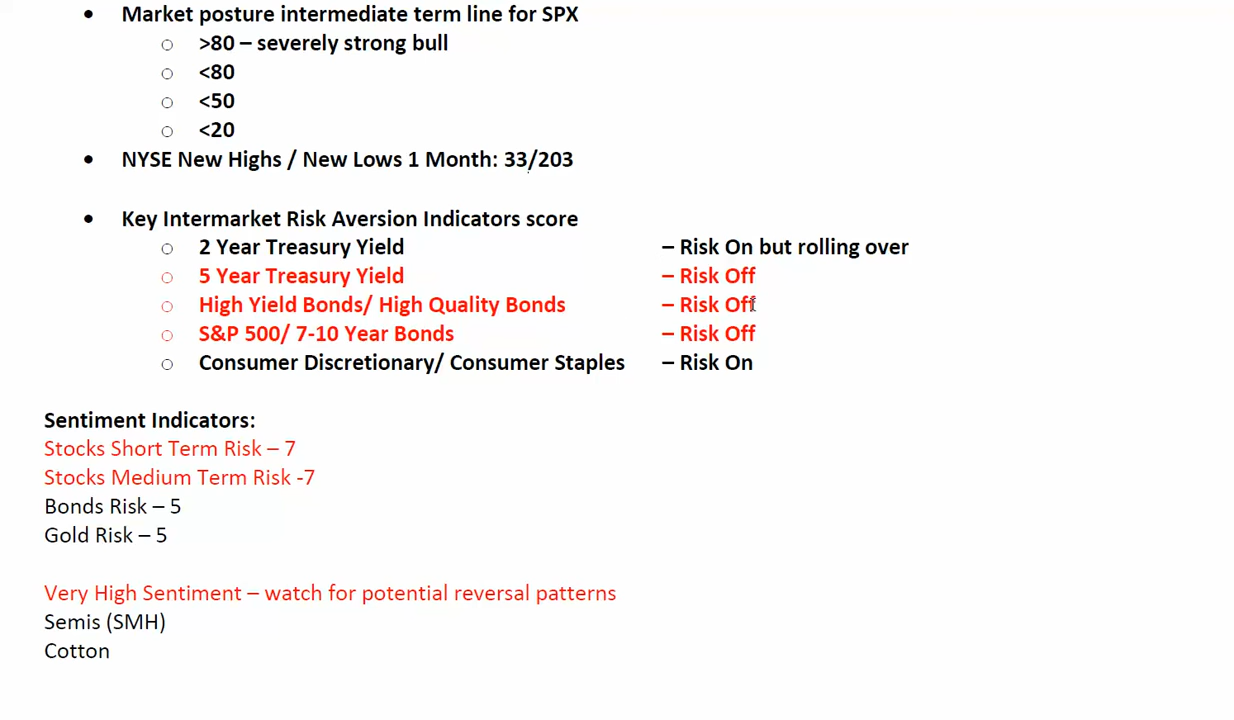 • Market posture intermediate term line for SPX
○ >80 – severely strong bull
○ <80
○ <50
○ <20
• NYSE New Highs / New Lows 1 Month: 33/203
• Key Intermarket Risk Aversion Indicators score
○ 2 Year Treasury Yield – Risk On but rolling over
○ 5 Year Treasury Yield – Risk Off
○ High Yield Bonds/ High Quality Bonds – Risk Off
○ S&P 500/ 7-10 Year Bonds – Risk Off
○ Consumer Discretionary/ Consumer Staples – Risk On
Sentiment Indicators:
Stocks Short Term Risk – 7
Stocks Medium Term Risk -7
Bonds Risk – 5
Gold Risk – 5
Very High Sentiment – watch for potential reversal patterns
Semis (SMH)
Cotton